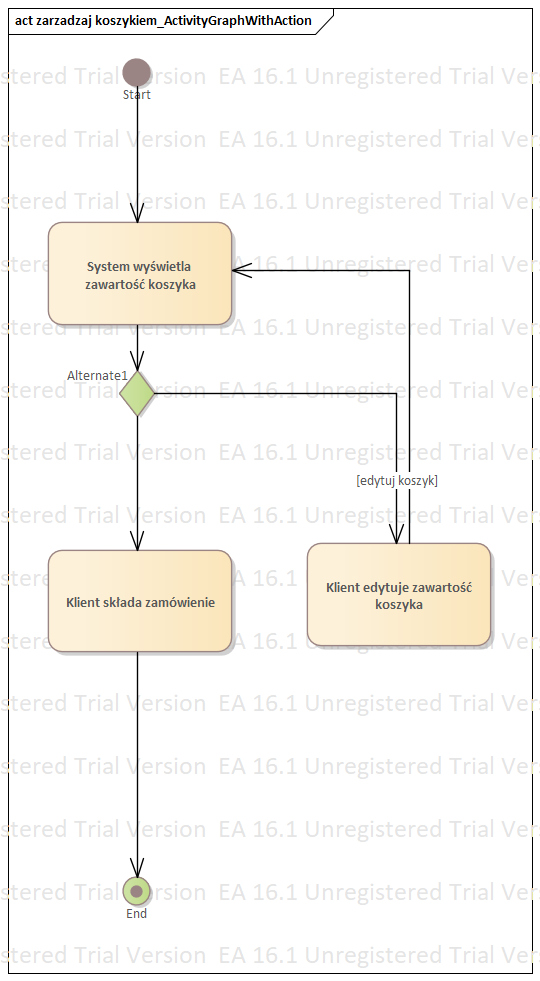 act zarzadzaj koszykiem_ActivityGraphWithAction
Start
System wyświetla
zawartość koszyka
Alternate1
[edytuj koszyk]
Klient składa zamówienie
Klient edytuje zawartość
koszyka
End
stered Trial Version EA 16.1 Unregistered Trial Ver